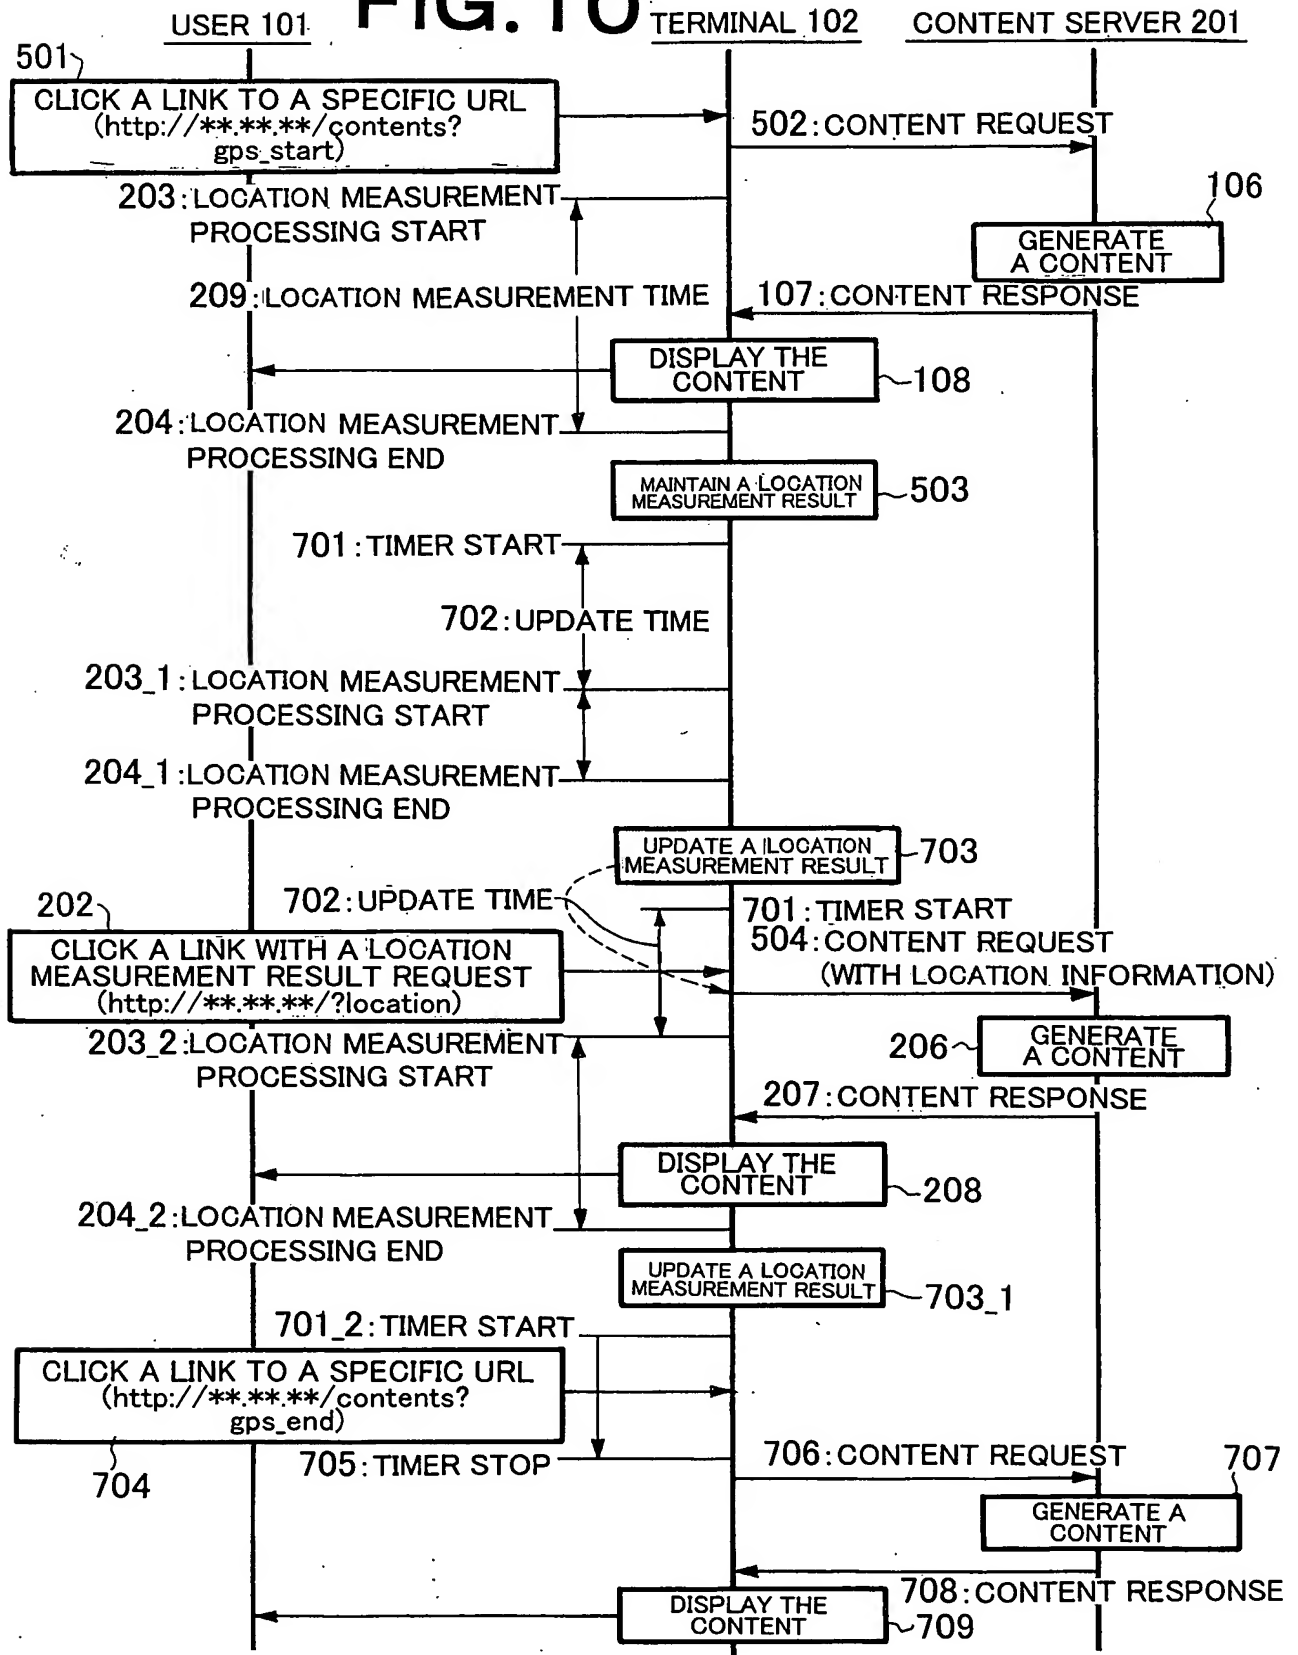 FIG. 16
USER 101
TERMINAL 102
CONTENT SERVER 201
501
CLICK A LINK TO A SPECIFIC URL
(http://**.**.**/contents?
gps_start)
502:CONTENT REQUEST
203:LOCATION MEASUREMENT
PROCESSING START
106
GENERATE
A CONTENT
209:LOCATION MEASUREMENT TIME
107:CONTENT RESPONSE
DISPLAY THE
CONTENT
108
204:LOCATION MEASUREMENT
PROCESSING END
MAINTAIN A LOCATION
MEASUREMENT RESULT
503
701:TIMER START
702:UPDATE TIME
203_1:LOCATION MEASUREMENT
PROCESSING START
204_1:LOCATION MEASUREMENT
PROCESSING END
UPDATE A LOCATION
MEASUREMENT RESULT
703
702:UPDATE TIME
701:TIMER START
202
CLICK A LINK WITH A LOCATION
MEASUREMENT RESULT REQUEST
(http://**.**.**/?location)
504:CONTENT REQUEST
(WITH LOCATION INFORMATION)
203_2:LOCATION MEASUREMENT
PROCESSING START
206
GENERATE
A CONTENT
207:CONTENT RESPONSE
DISPLAY THE
CONTENT
208
204_2:LOCATION MEASUREMENT
PROCESSING END
UPDATE A LOCATION
MEASUREMENT RESULT
703_1
701_2:TIMER START
CLICK A LINK TO A SPECIFIC URL
(http://**.**.**/contents?
gps_end)
704
705:TIMER STOP
706:CONTENT REQUEST
707
GENERATE A
CONTENT
708:CONTENT RESPONSE
DISPLAY THE
CONTENT
709